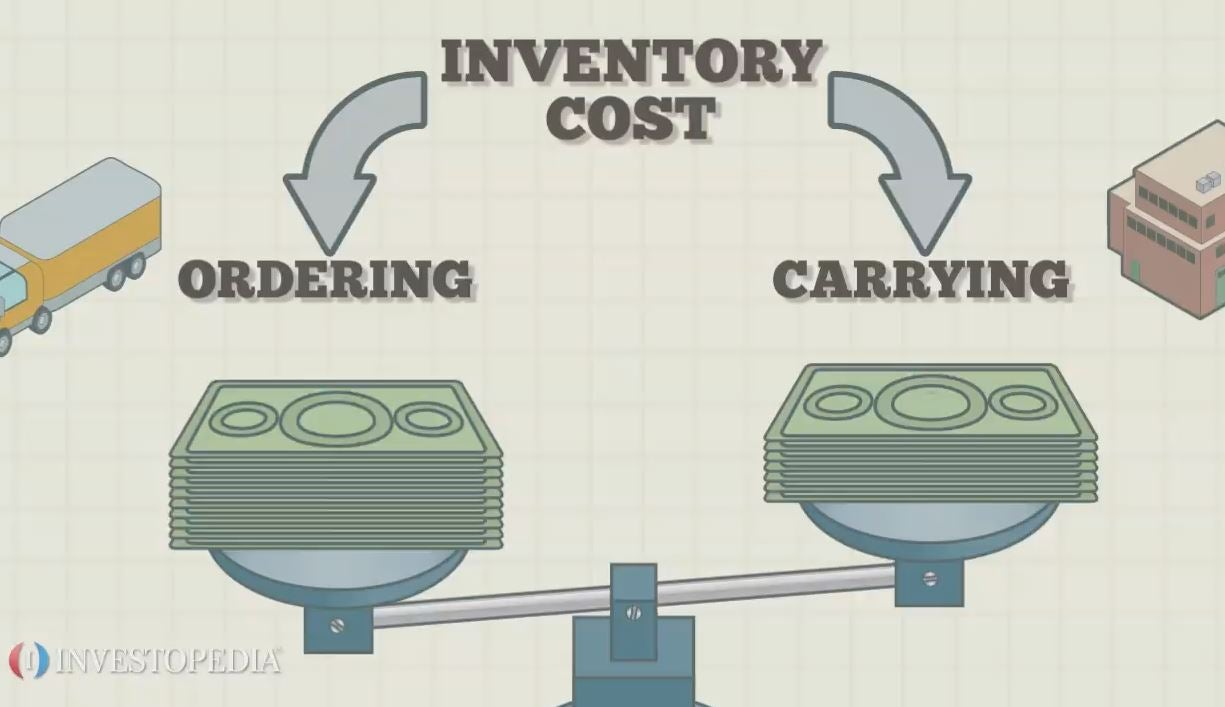 INVENTORY
COST
ORDERING
CARRYING
INVESTOPEDIA